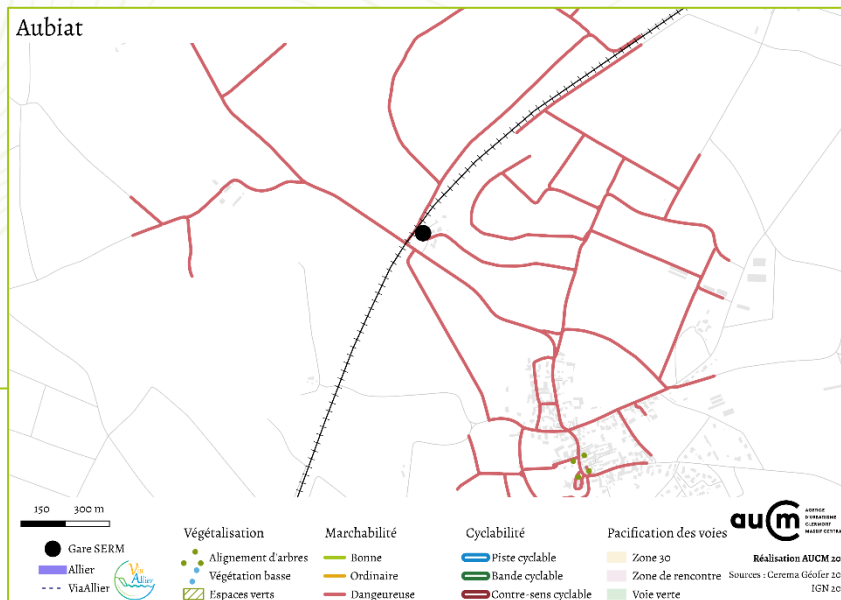 Aubiat
150 300 m
Gare SERM
Allier
ViaAllier
Via
Allier
Végétalisation
Alignement d'arbres
Végétation basse
Espaces verts
Marchabilité
Bonne
Ordinaire
Dangeureuse
Cyclabilité
Piste cyclable
Bande cyclable
Contre-sens cyclable
Pacification des voies
Zone 30
Zone de rencontre
Voie verte
aucm
AGENCE
D'URBANISME
CLERMONT
MASSIF CENTRAL
Réalisation AUCM 20
Sources : Cerema Géofer 20
IGN 20